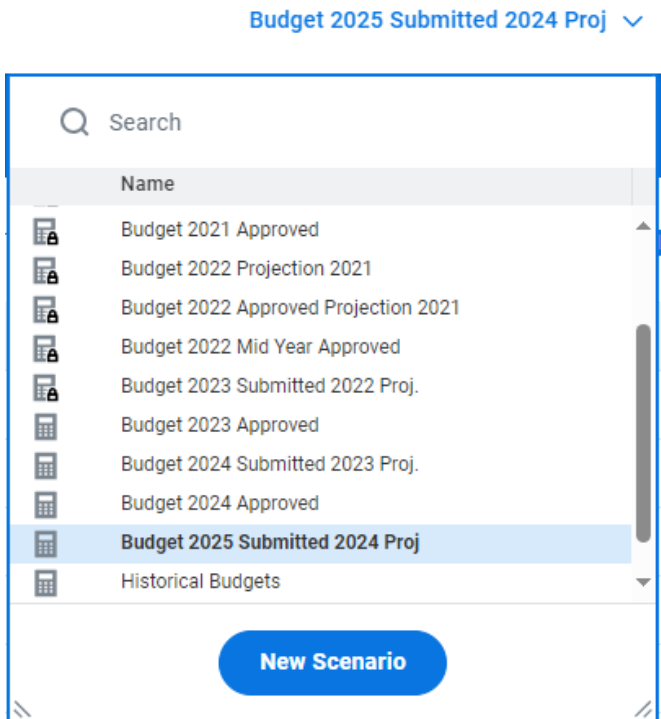 Budget 2025 Submitted 2024 Proj
Search
Name
Budget 2021 Approved
Budget 2022 Projection 2021
Budget 2022 Approved Projection 2021
Budget 2022 Mid Year Approved
Budget 2023 Submitted 2022 Proj.
Budget 2023 Approved
Budget 2024 Submitted 2023 Proj.
Budget 2024 Approved
Budget 2025 Submitted 2024 Proj
Historical Budgets
New Scenario